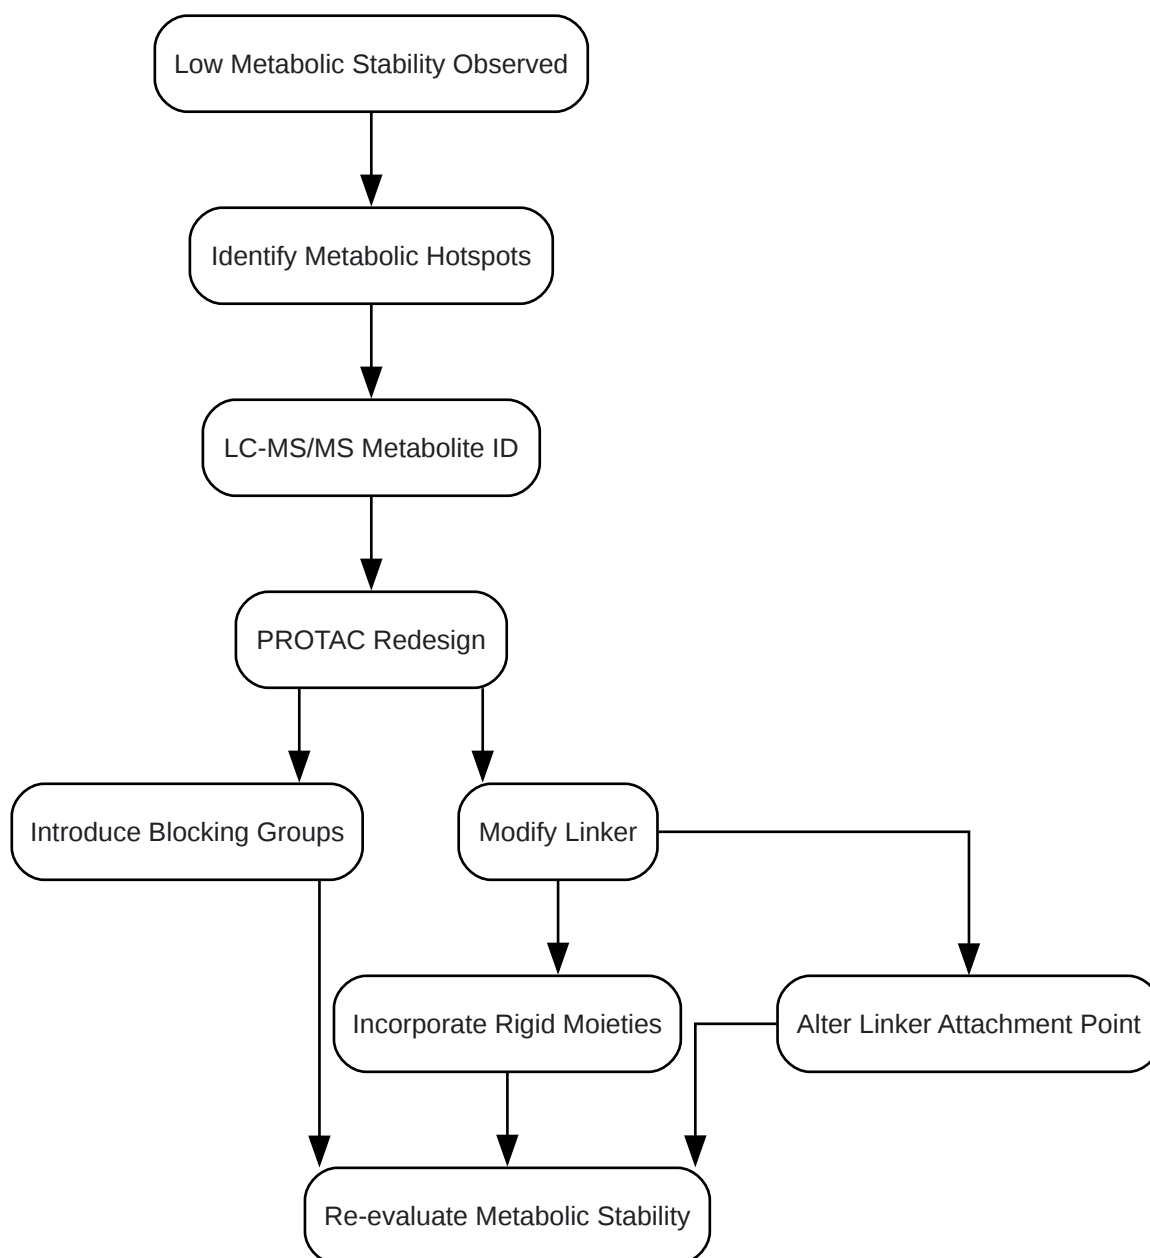 Low Metabolic Stability Observed
Identify Metabolic Hotspots
LC-MS/MS Metabolite ID
PROTAC Redesign
Introduce Blocking Groups
Modify Linker
Incorporate Rigid Moieties
Alter Linker Attachment Point
Re-evaluate Metabolic Stability